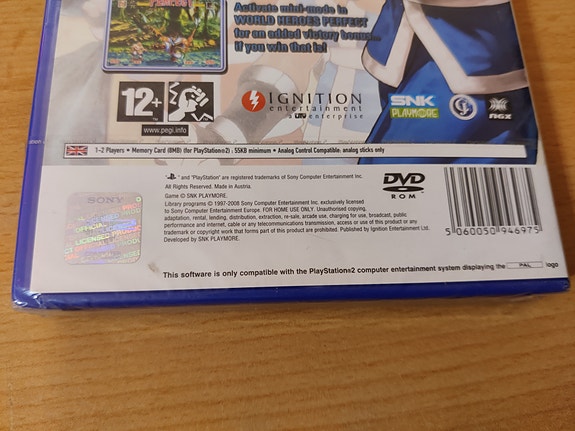 Activate mini-mode in
WORLD HEROES PERFECT
for an added victory bonus...
If you win that is!
12+
www.pegi.info
IGNITION
entertainment
a UTV enterprise
SNK
PLAYMORE
1-2 Players • Memory Card (8MB) (for PlayStation®2) : 55KB minimum • Analog Control Compatible: analog sticks only
" " and "PlayStation" are registered trademarks of Sony Computer Entertainment Inc.
All Rights Reserved. Made in Austria.
Game © SNK PLAYMORE.
Library programs © 1997-2008 Sony Computer Entertainment Inc. exclusively licensed
to Sony Computer Entertainment Europe. FOR HOME USE ONLY. Unauthorised copying,
adaptation, rental, lending, distribution, extraction, re-sale, arcade use, charging for use, broadcast, public
performance and internet, cable or any telecommunications transmission, access or use of this product or any
trademark or copyright work that forms part of this product are prohibited. Published by Ignition Entertainment Ltd.
Developed by SNK PLAYMORE.
DVD
ROM
5 060050 946975
SONY
This software is only compatible with the PlayStation®2 computer entertainment system displaying the PAL logo